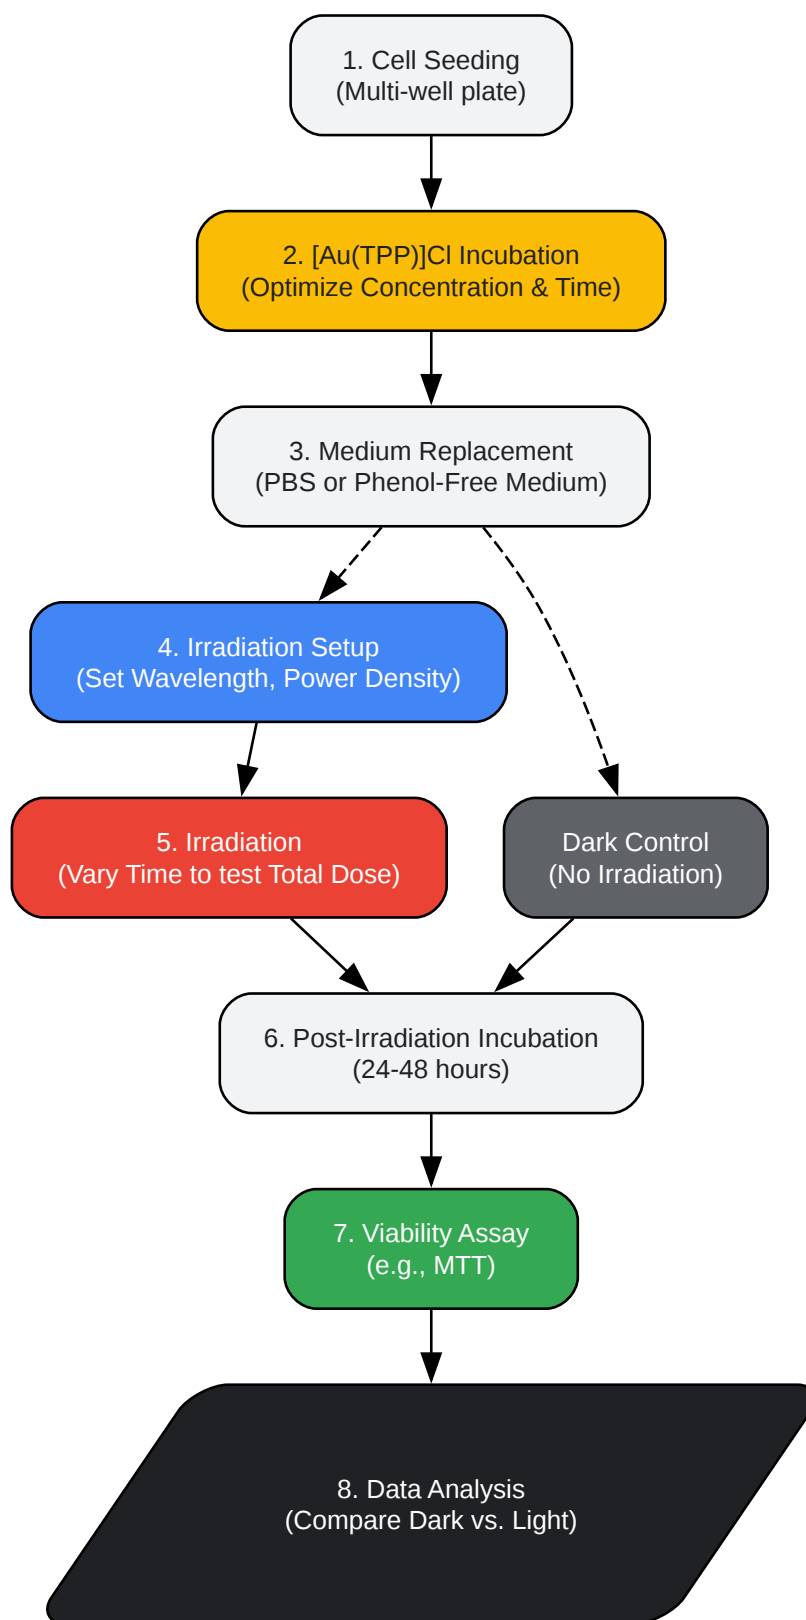 1. Cell Seeding
(Multi-well plate)
2. [Au(TPP)]Cl Incubation
(Optimize Concentration & Time)
3. Medium Replacement
(PBS or Phenol-Free Medium)
4. Irradiation Setup
(Set Wavelength, Power Density)
5. Irradiation
(Vary Time to test Total Dose)
Dark Control
(No Irradiation)
6. Post-Irradiation Incubation
(24-48 hours)
7. Viability Assay
(e.g., MTT)
8. Data Analysis
(Compare Dark vs. Light)